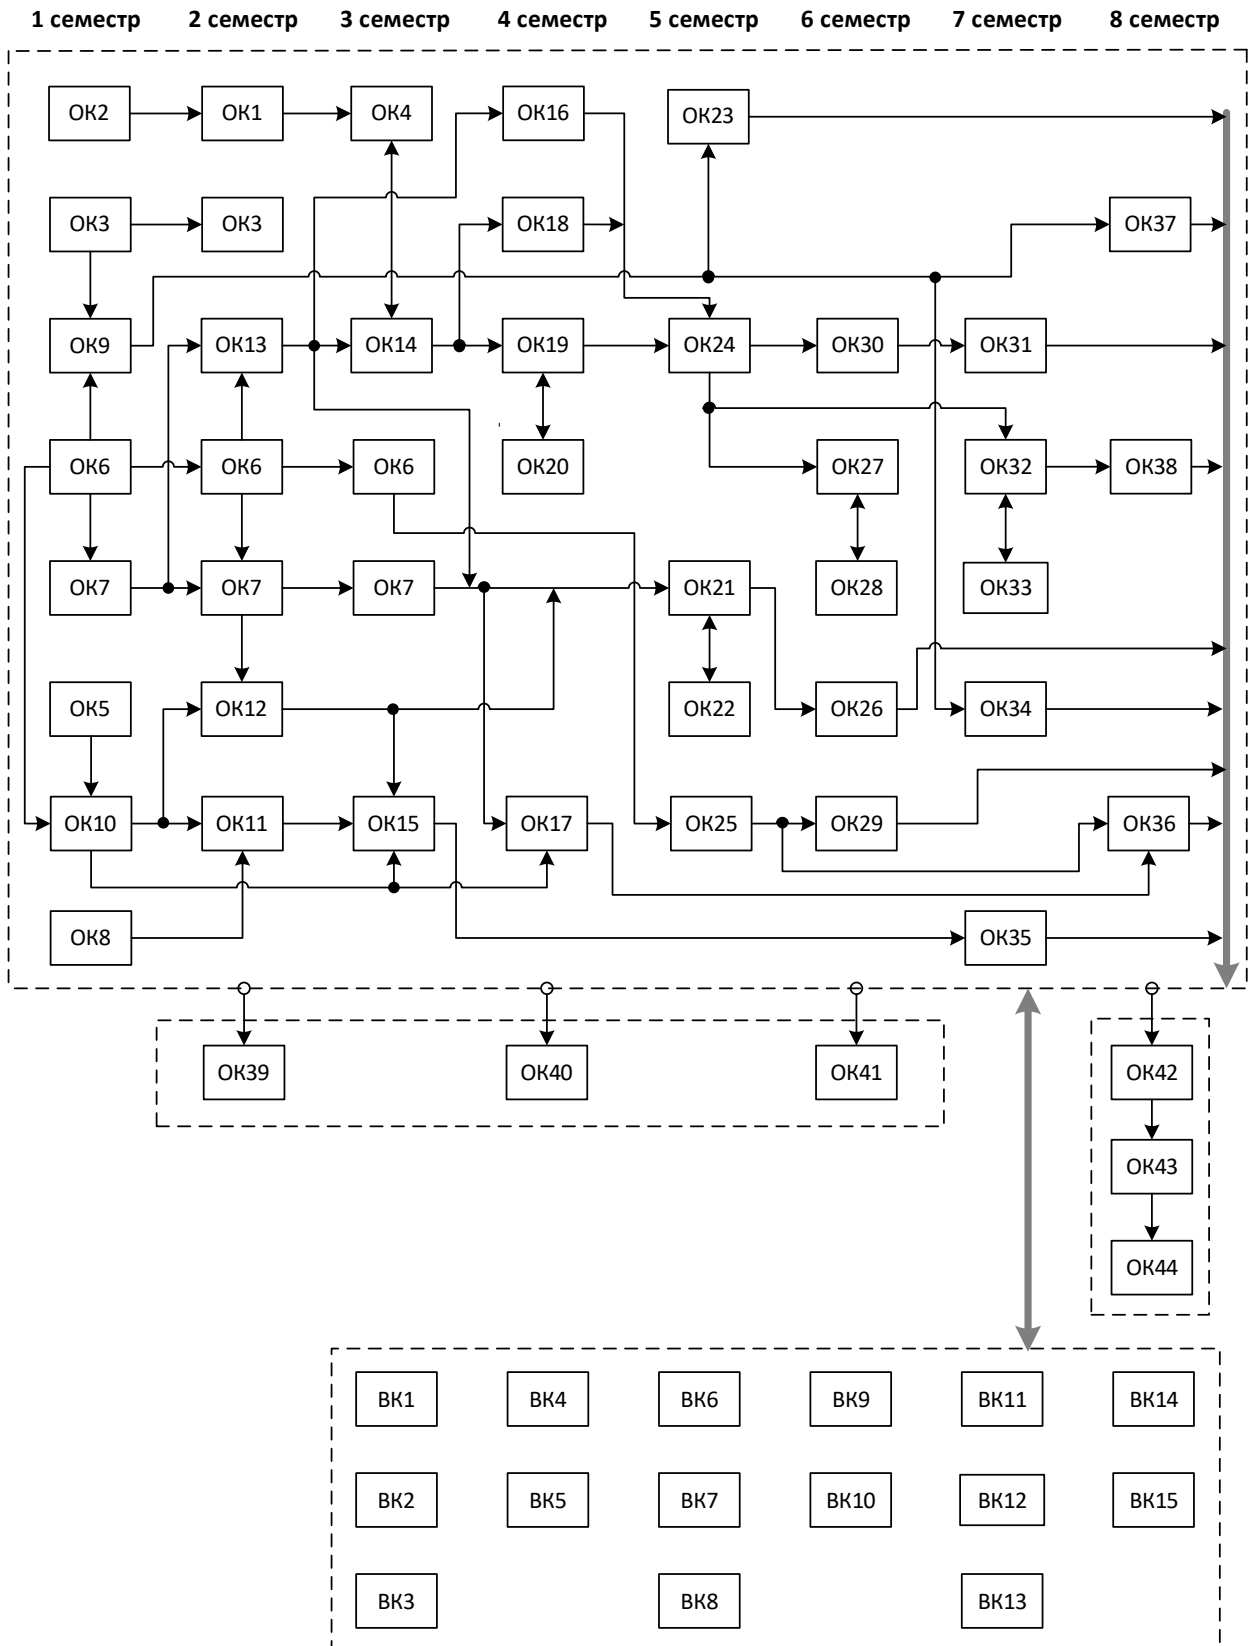 1 семестр 2 семестр 3 семестр 4 семестр 5 семестр 6 семестр 7 семестр 8 семестр
ОК2 ОК1 ОК4 ОК16 ОК23
ОК3 ОК3 ОК18 ОК37
ОК9 ОК13 ОК14 ОК19 ОК24 ОК30 ОК31
ОК6 ОК6 ОК6 ОК20 ОК27 ОК32 ОК38
ОК7 ОК7 ОК7 ОК21 ОК28 ОК33
ОК5 ОК12 ОК22 ОК26 ОК34
ОК10 ОК11 ОК15 ОК17 ОК25 ОК29 ОК36
ОК8 ОК35
ОК39 ОК40 ОК41 ОК42
ОК43
ОК44
ВК1 ВК4 ВК6 ВК9 ВК11 ВК14
ВК2 ВК5 ВК7 ВК10 ВК12 ВК15
ВК3 ВК8 ВК13